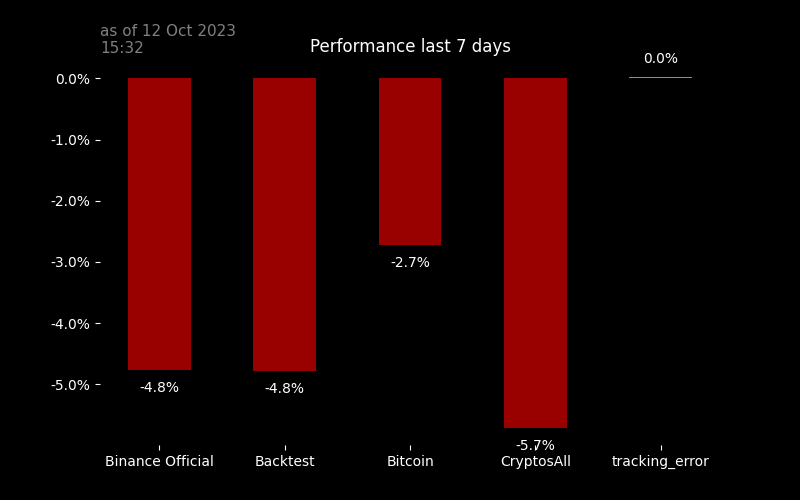 as of 12 Oct 2023
15:32
Performance last 7 days
0.0%
0.0%
-1.0%
-2.0%
-3.0%
-4.0%
-5.0%
-4.8%
-4.8%
-2.7%
-5.7%
Binance Official
Backtest
Bitcoin
CryptosAll
tracking_error